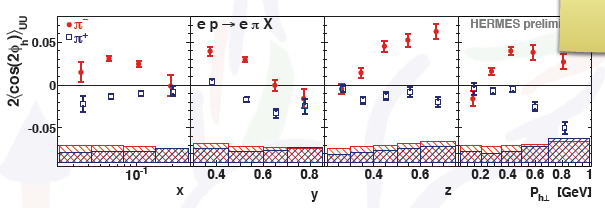 2⟨cos(2ϕh)⟩UU
π⁻ e p → e π X HERMES prelim
π⁺
0.05
0
-0.05
10⁻¹ 0.4 0.6 0.8 0.4 0.6 0.2 0.4 0.6 0.8 1
x y z Ph⊥ [GeV]